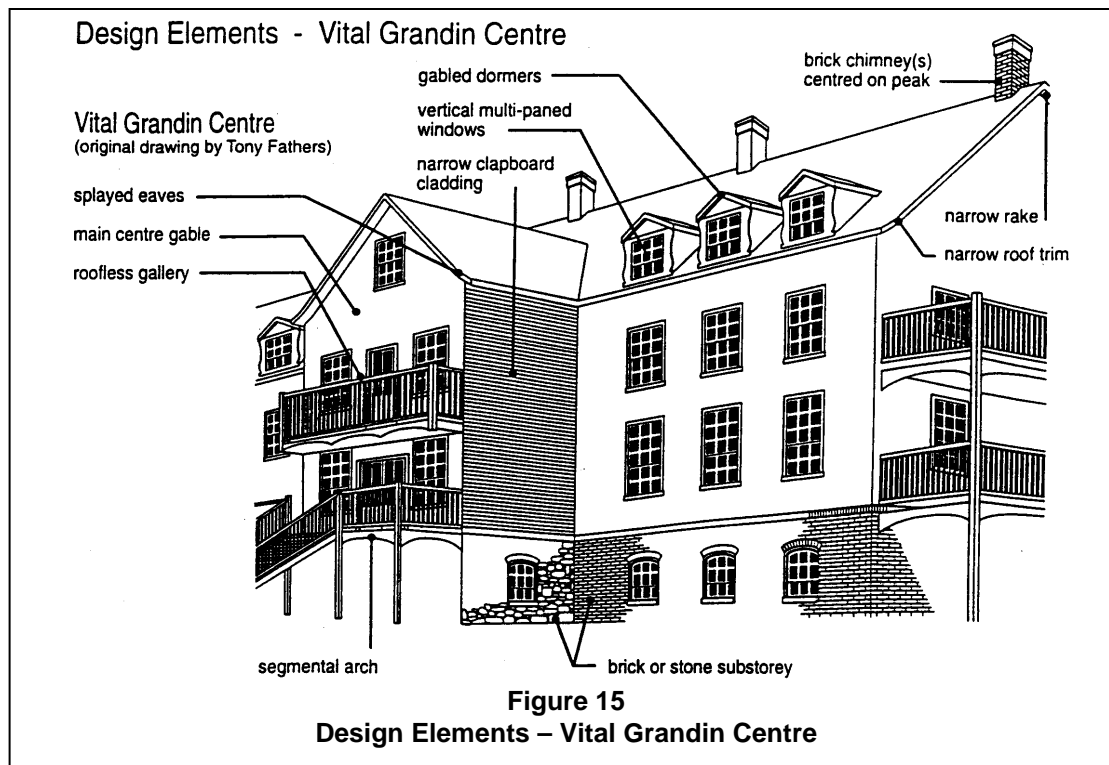 Design Elements - Vital Grandin Centre
Vital Grandin Centre
(original drawing by Tony Fathers)
splayed eaves
main centre gable
roofless gallery
gabled dormers
vertical multi-paned
windows
narrow clapboard
cladding
brick chimney(s)
centred on peak
narrow rake
narrow roof trim
segmental arch
brick or stone substorey
Figure 15
Design Elements – Vital Grandin Centre